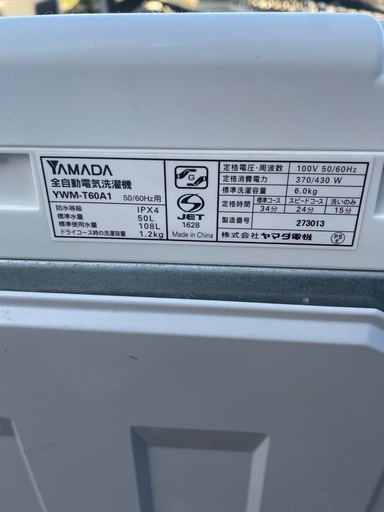 YAMADA
全自動電気洗濯機
YWM-T60A1 50/60Hz用
防水等級 IPX4
標準水量 50L
標準使用水量 108L
ドライコース時の洗濯容量 1.2kg
G
JET
1628
Made in China
定格電圧・周波数 100V 50/60Hz
定格消費電力 370/430 W
標準洗濯容量 6.0kg
定格時間 標準コース スピードコース 洗いのみ
34分 24分 15分
製造番号 273013
株式会社 ヤマダ電機
PS
E